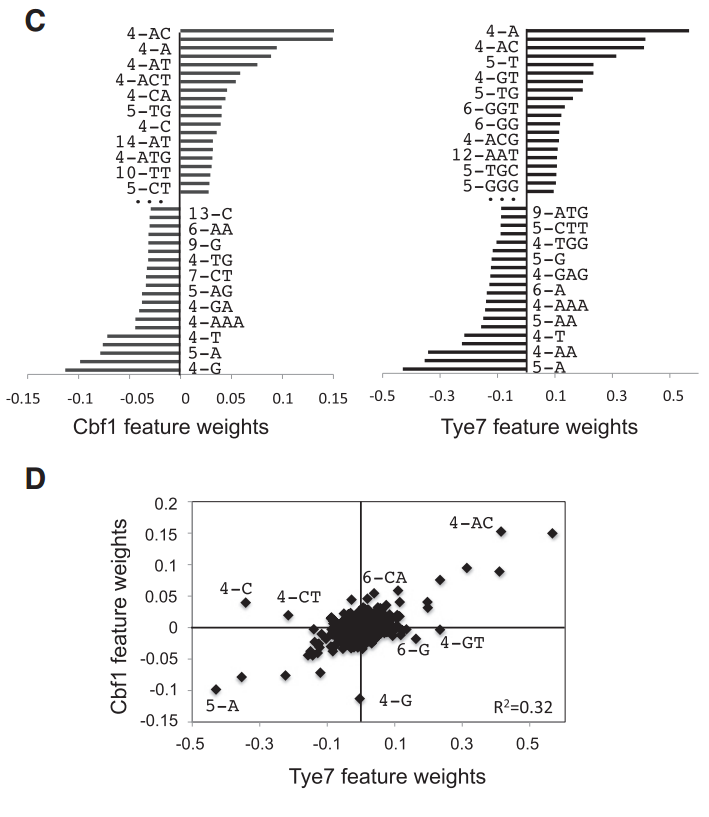 C
4-AC
4-A
4-AT
4-ACT
4-CA
5-TG
4-C
14-AT
4-ATG
10-TT
5-CT
...
13-C
6-AA
9-G
4-TG
7-CT
5-AG
4-GA
4-AAA
4-T
5-A
4-G
-0.15 -0.1 -0.05 0 0.05 0.1 0.15
Cbf1 feature weights
4-A
4-AC
5-T
4-GT
5-TG
6-GGT
6-GG
4-ACG
12-AAT
5-TGC
5-GGG
...
9-ATG
5-CTT
4-TGG
5-G
4-GAG
6-A
4-AAA
5-AA
4-T
4-AA
5-A
-0.5 -0.3 -0.1 0.1 0.3 0.5
Tye7 feature weights
D
Cbf1 feature weights
0.2
0.15
0.1
0.05
0
-0.05
-0.1
-0.15
4-AC
4-C
4-CT
6-CA
6-G
4-GT
5-A
4-G
R²=0.32
-0.5 -0.3 -0.1 0.1 0.3 0.5
Tye7 feature weights